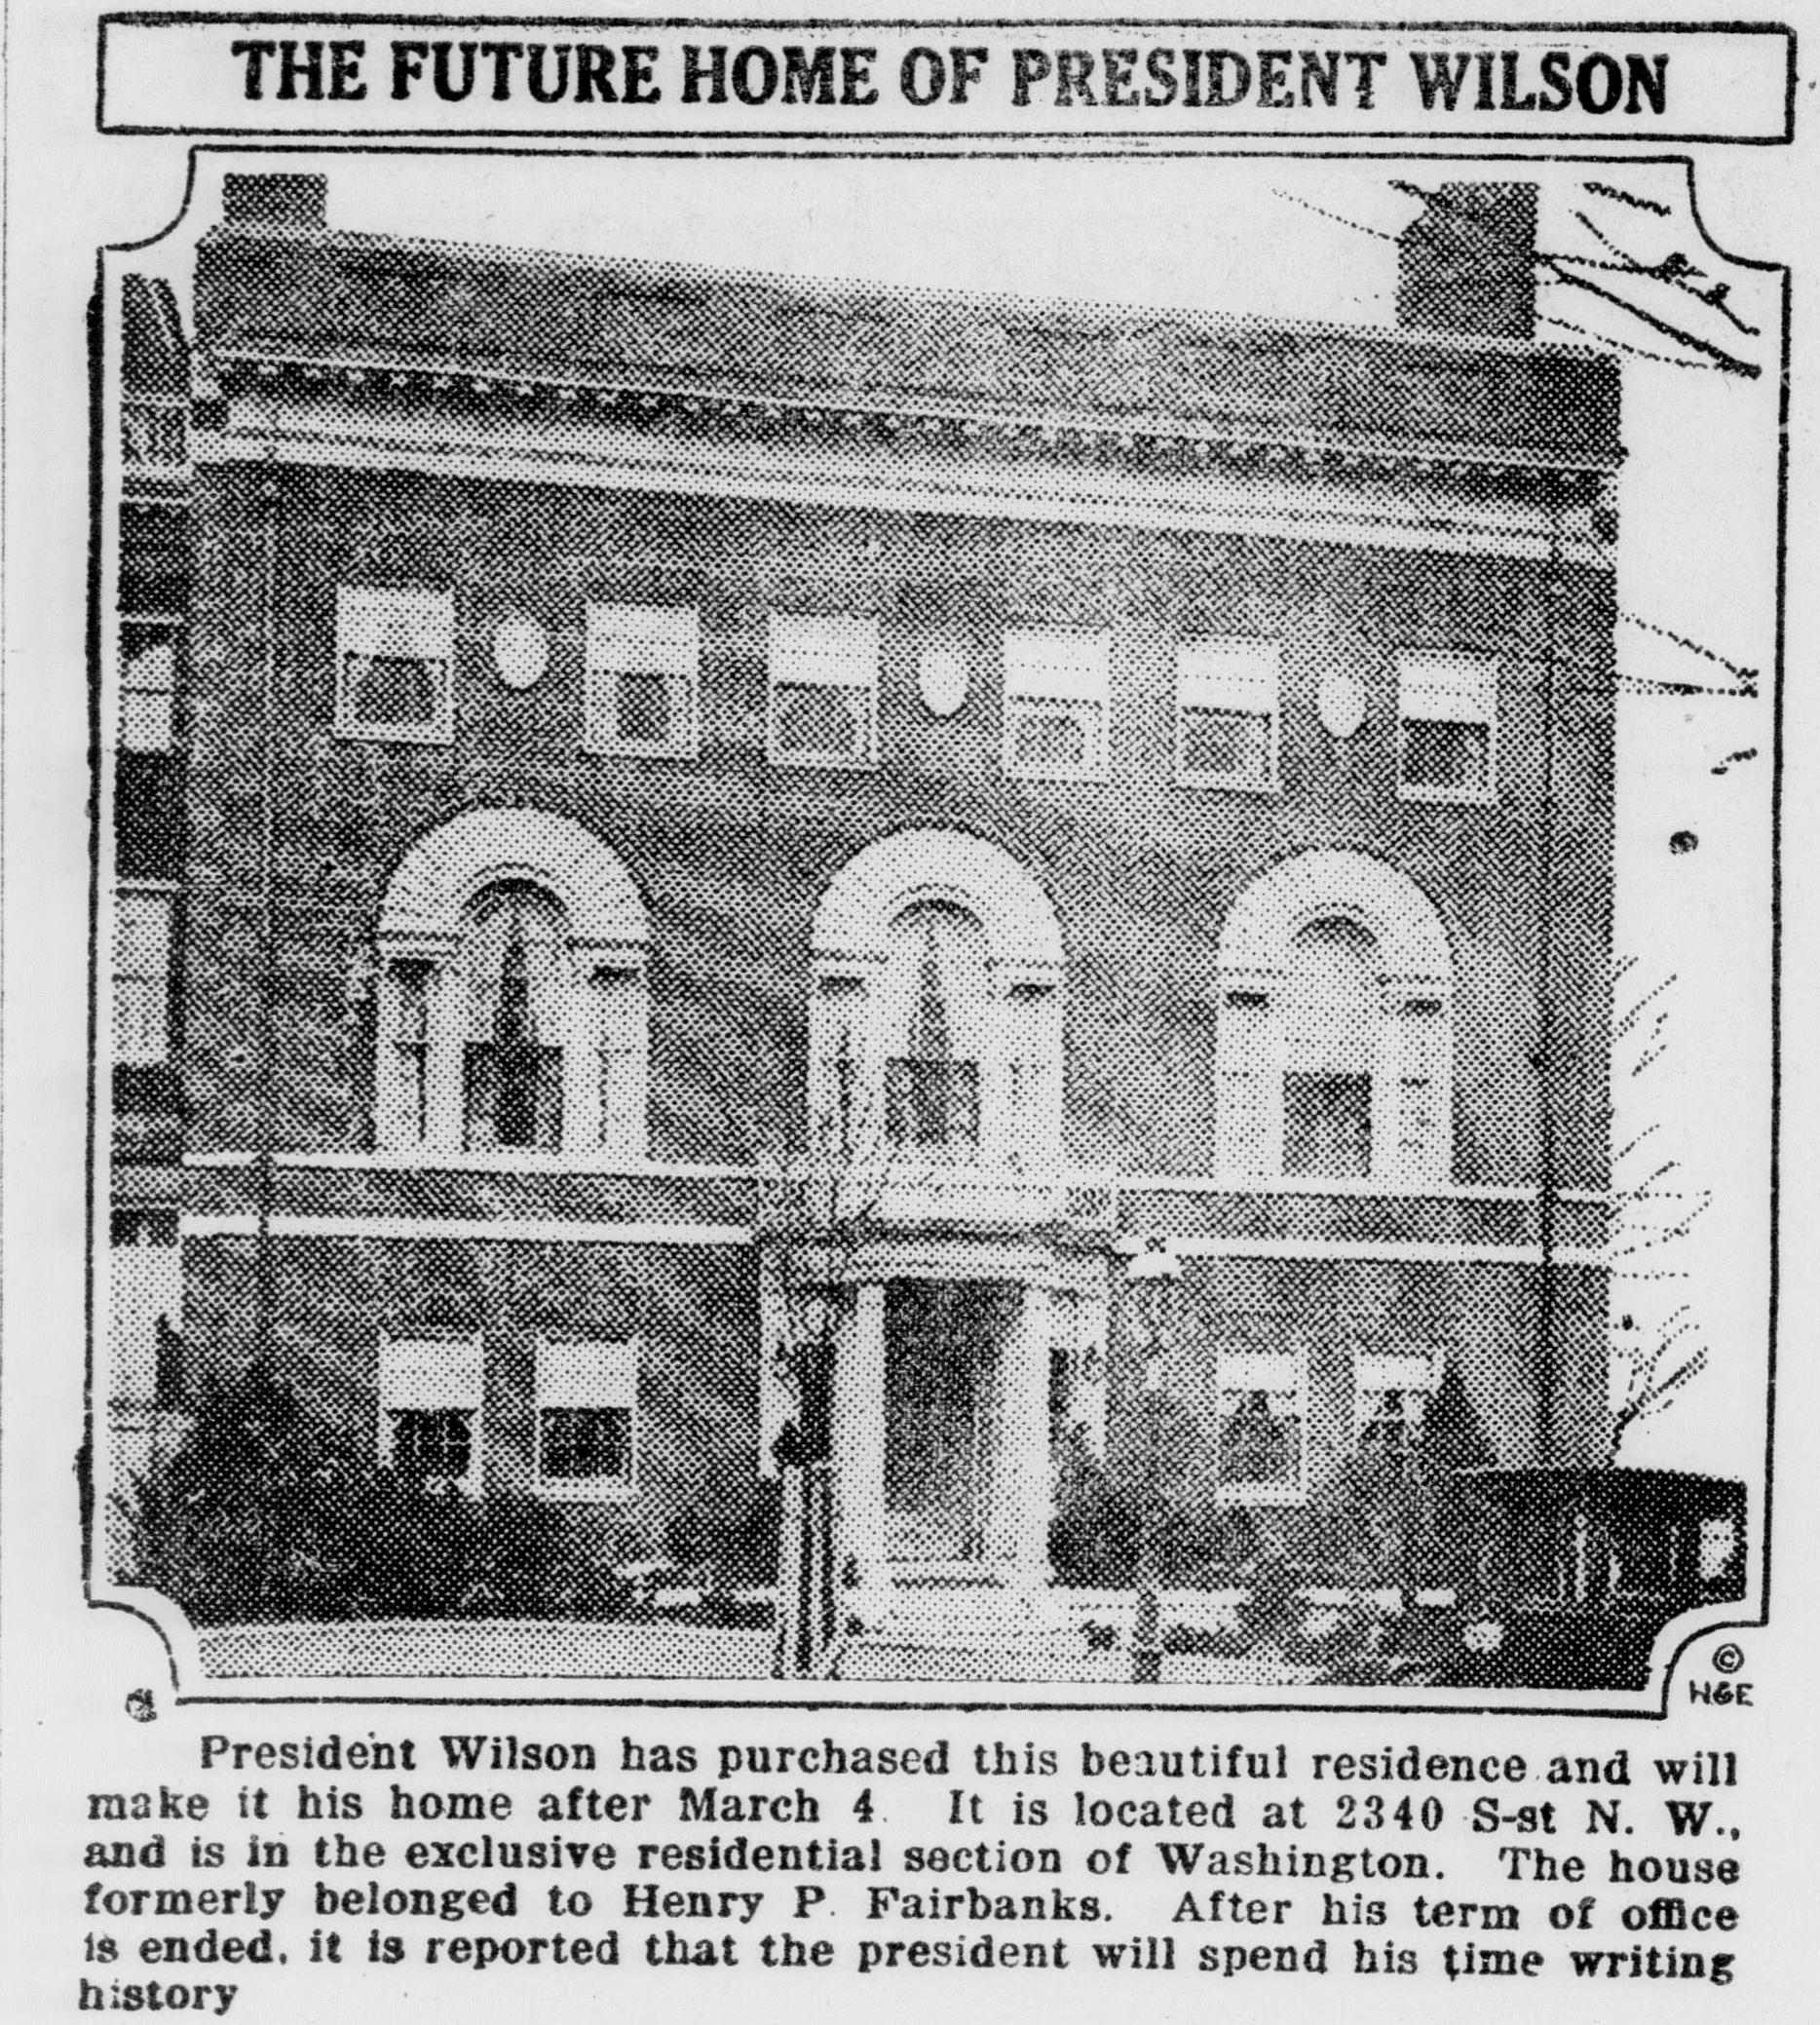 THE FUTURE HOME OF PRESIDENT WILSON
© H&E
President Wilson has purchased this beautiful residence and will
make it his home after March 4. It is located at 2340 S-st N. W.,
and is in the exclusive residential section of Washington. The house
formerly belonged to Henry P. Fairbanks. After his term of office
is ended, it is reported that the president will spend his time writing
history